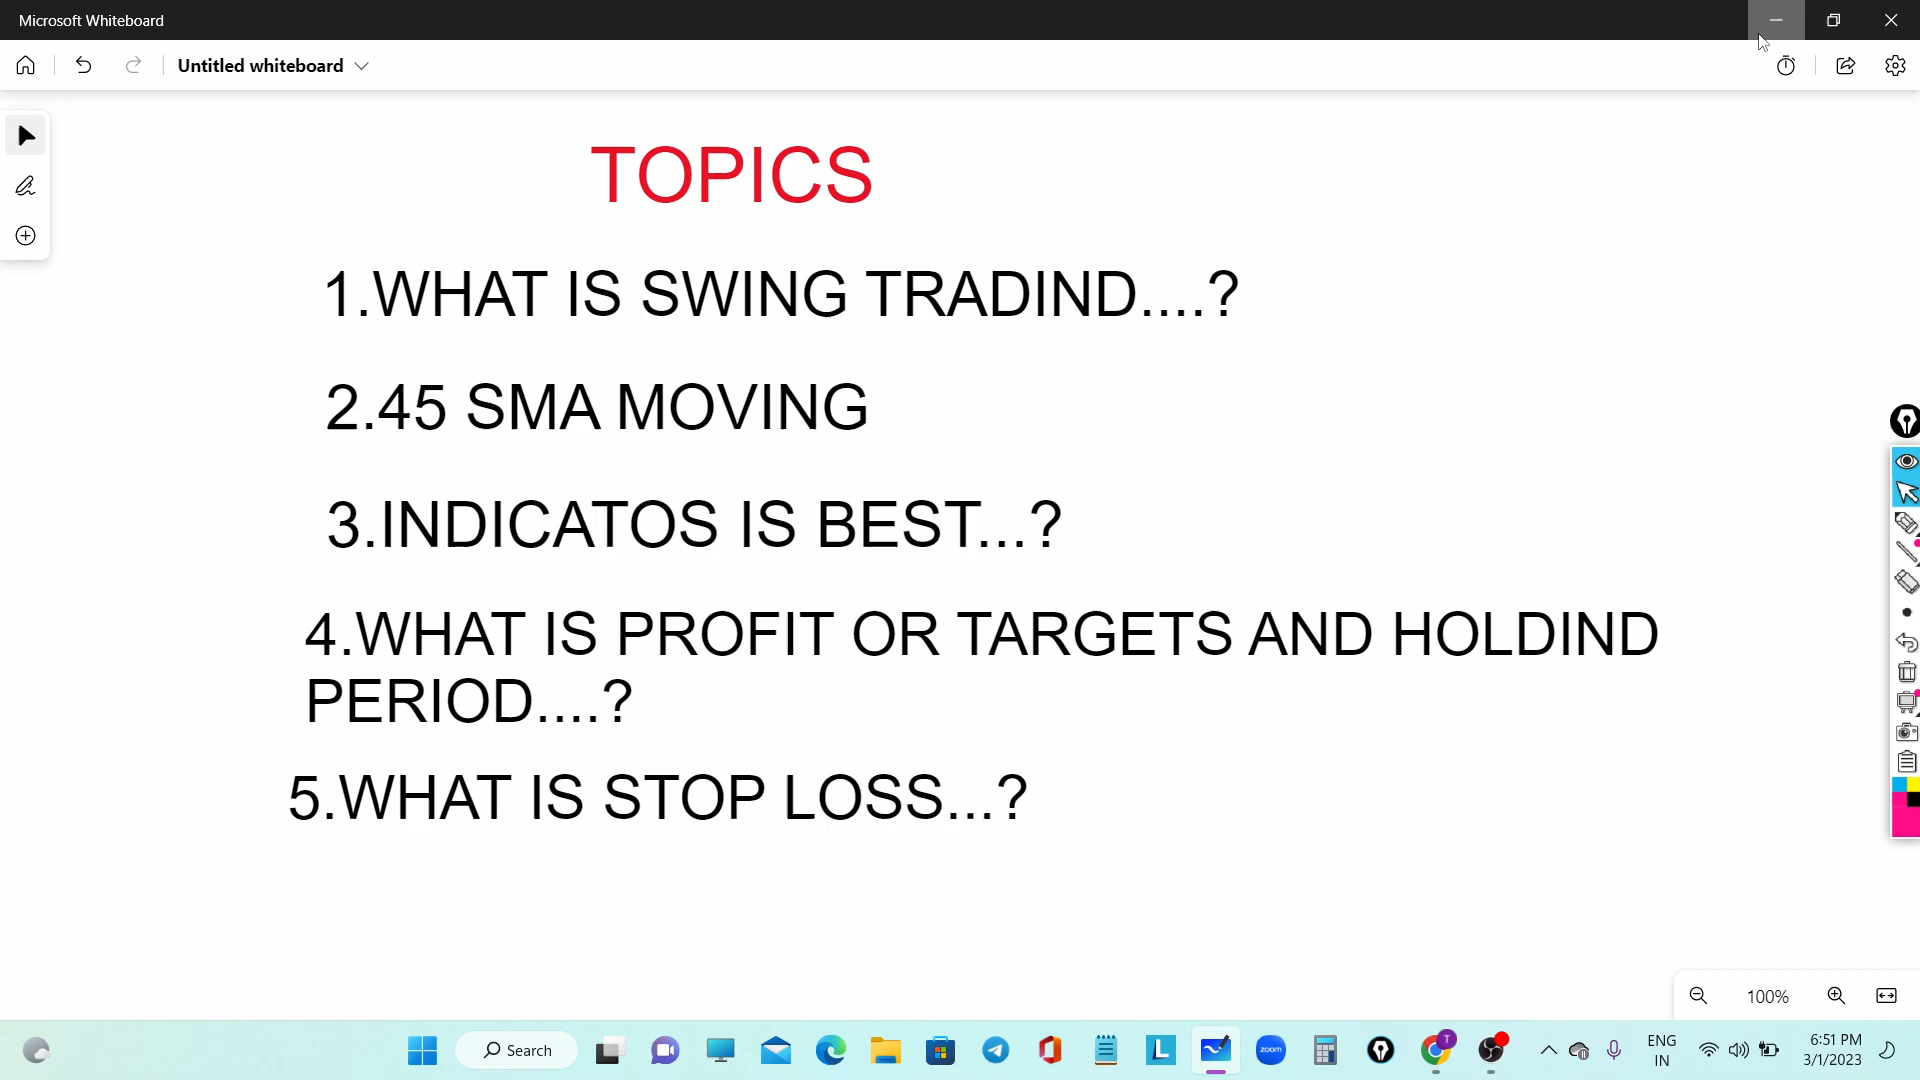 Microsoft Whiteboard
Untitled whiteboard
TOPICS
1.WHAT IS SWING TRADIND....?
2.45 SMA MOVING
3.INDICATOS IS BEST...?
4.WHAT IS PROFIT OR TARGETS AND HOLDIND
PERIOD....?
5.WHAT IS STOP LOSS...?
100%
Search
L
zoom
T
ENG
IN
6:51 PM
3/1/2023